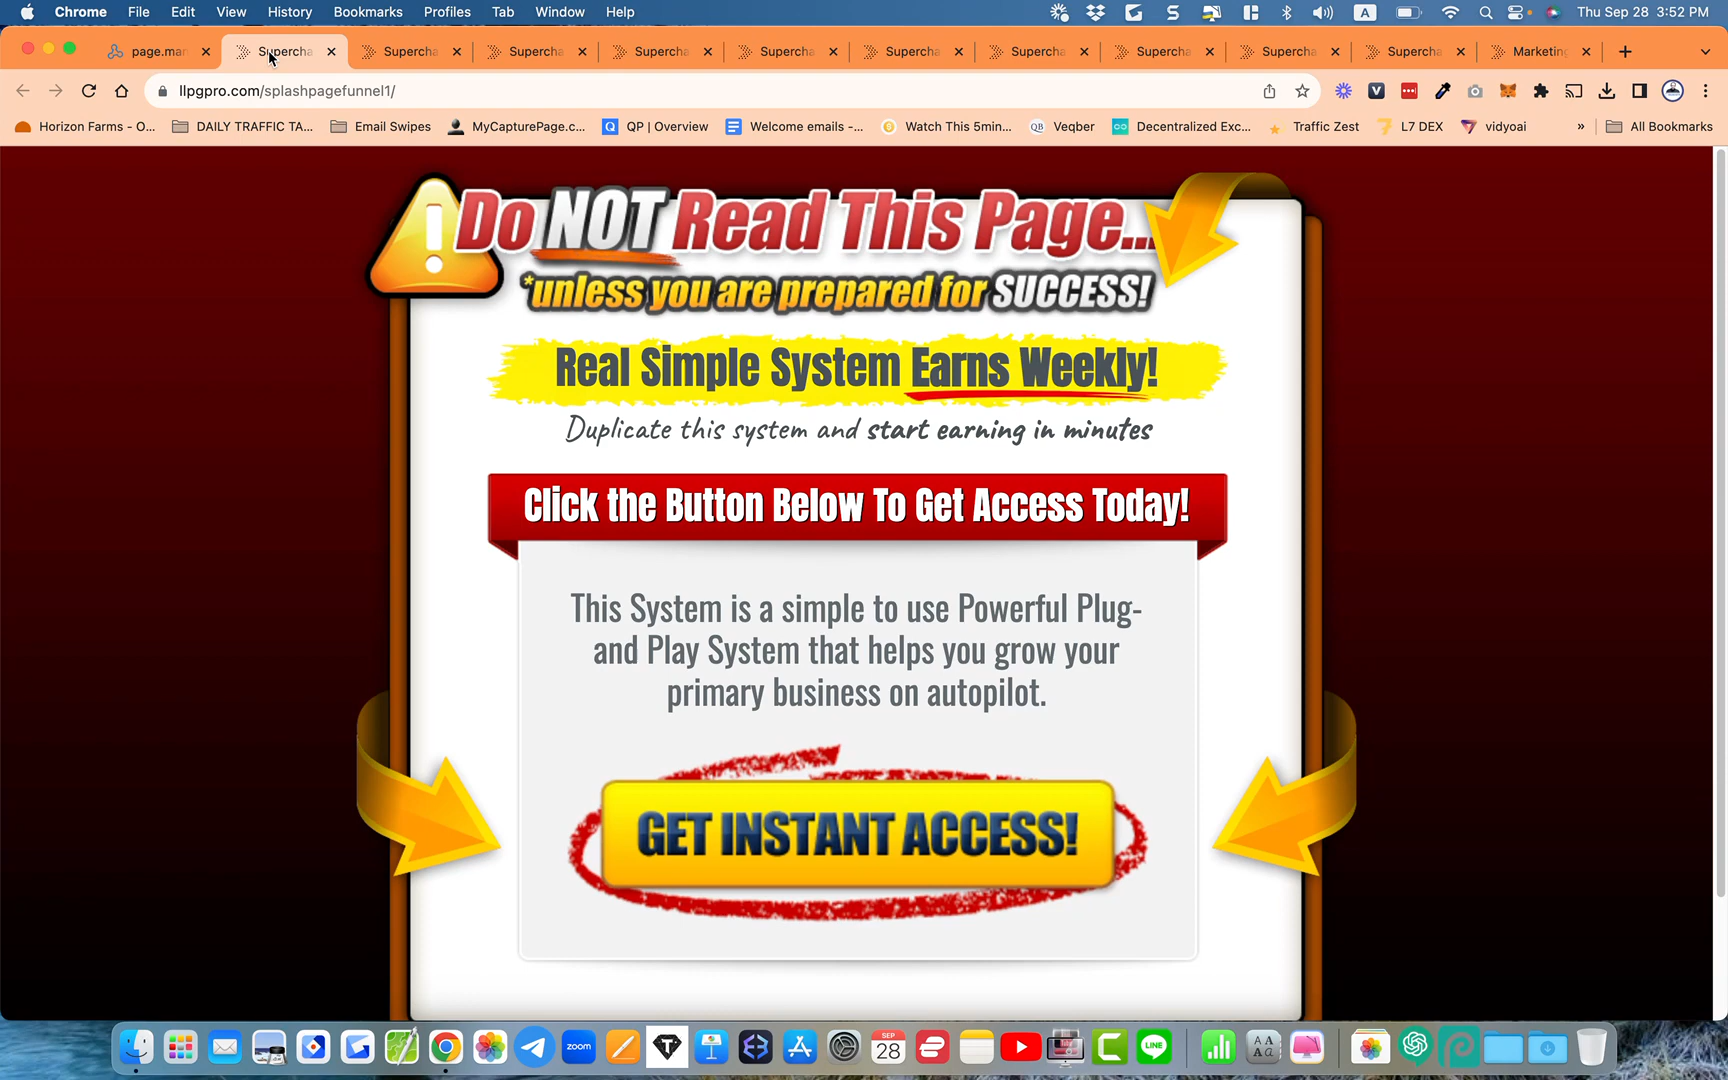 Chrome File Edit View History Bookmarks Profiles Tab Window Help
A
Thu Sep 28 3:52 PM
page.mar
Supercha
Supercha
Supercha
Supercha
Supercha
Supercha
Supercha
Supercha
Supercha
Supercha
Marketing
llpgpro.com/splashpagefunnel1/
Horizon Farms - O...
DAILY TRAFFIC TA...
Email Swipes
MyCapturePage.c...
QP | Overview
Welcome emails -...
Watch This 5min...
Veqber
Decentralized Exc...
Traffic Zest
L7 DEX
vidyoai
»
All Bookmarks
Do NOT Read This Page...
*unless you are prepared for SUCCESS!
Real Simple System Earns Weekly!
Duplicate this system and start earning in minutes
Click the Button Below To Get Access Today!
This System is a simple to use Powerful Plug-
and Play System that helps you grow your
primary business on autopilot.
GET INSTANT ACCESS!
zoom
SEP
28